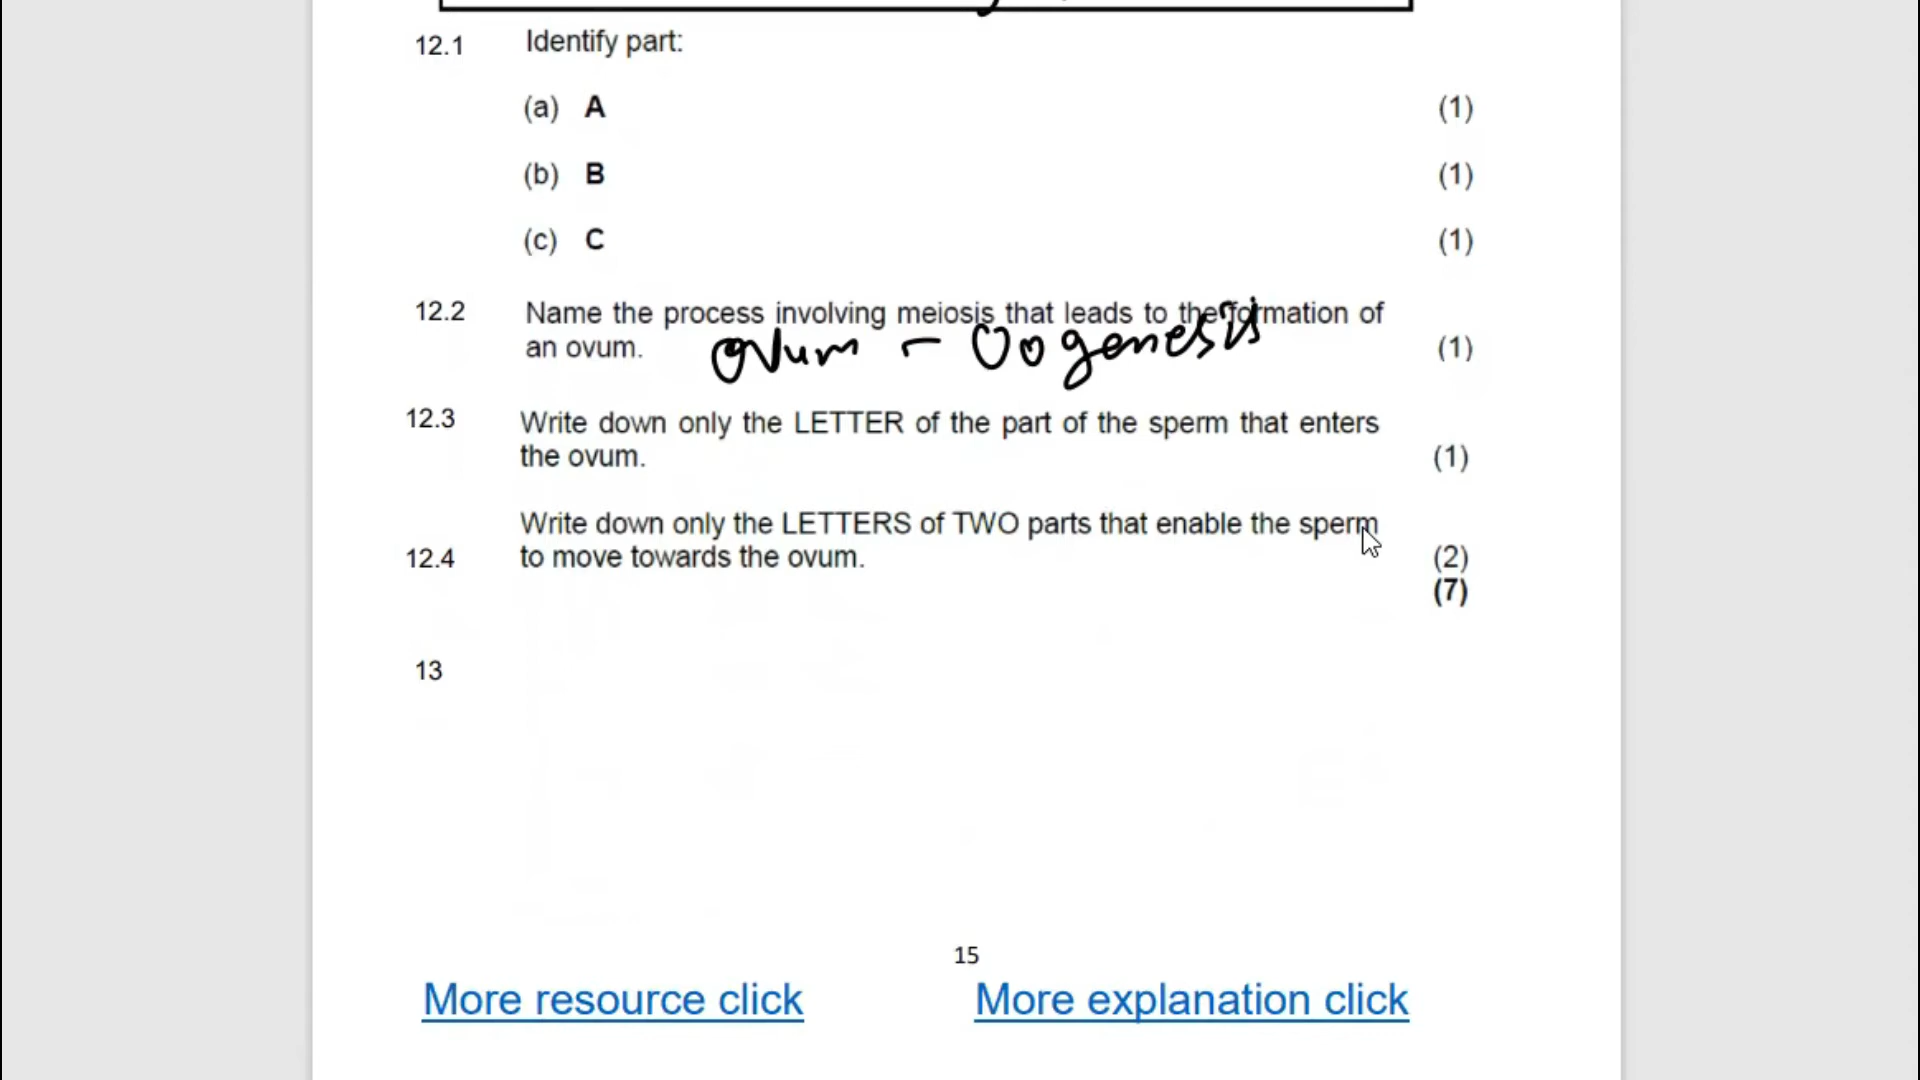 12.1 Identify part:
(a) A (1)
(b) B (1)
(c) C (1)
12.2 Name the process involving meiosis that leads to the formation of
an ovum. ovum - Oogenesis (1)
12.3 Write down only the LETTER of the part of the sperm that enters
the ovum. (1)
Write down only the LETTERS of TWO parts that enable the sperm
12.4 to move towards the ovum. (2)
(7)
13
15
More resource click More explanation click